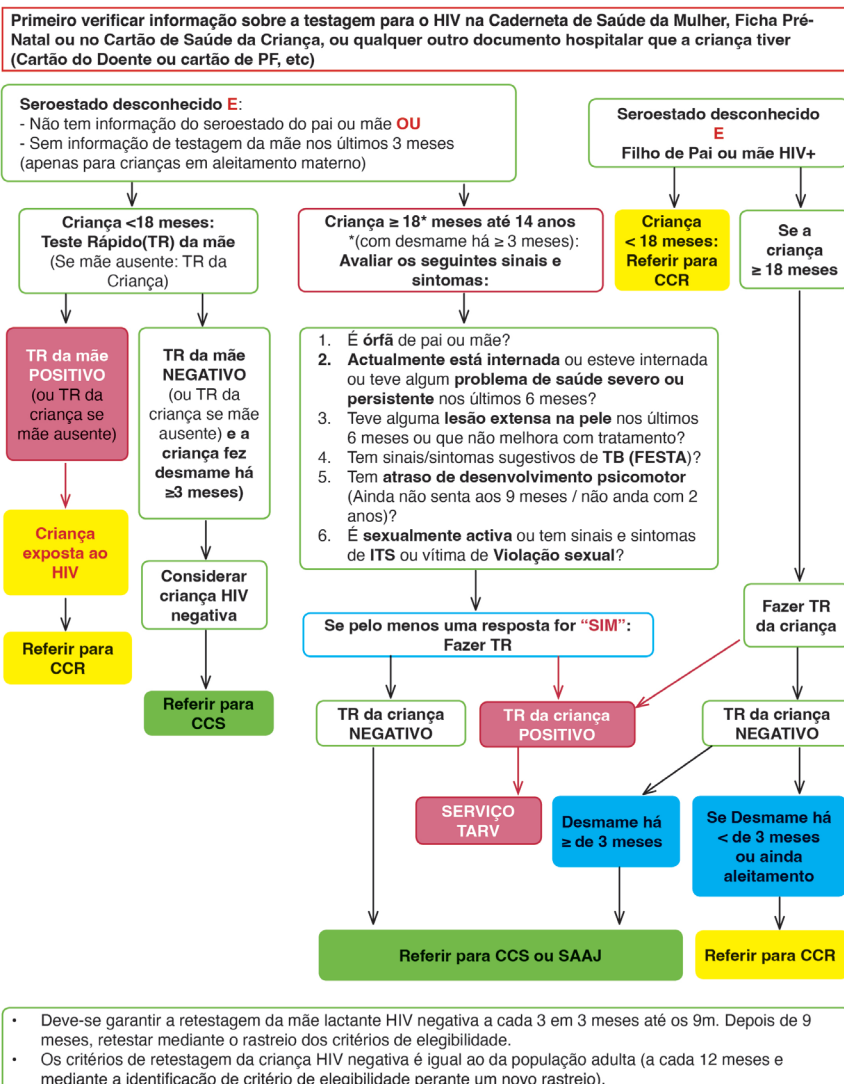 Primeiro verificar informação sobre a testagem para o HIV na Caderneta de Saúde da Mulher, Ficha Pré-
Natal ou no Cartão de Saúde da Criança, ou qualquer outro documento hospitalar que a criança tiver
(Cartão do Doente ou cartão de PF, etc)
Seroestado desconhecido E:
- Não tem informação do seroestado do pai ou mãe OU
- Sem informação de testagem da mãe nos últimos 3 meses
(apenas para crianças em aleitamento materno)
Seroestado desconhecido
E
Filho de Pai ou mãe HIV+
Criança <18 meses:
Teste Rápido(TR) da mãe
(Se mãe ausente: TR da
Criança)
Criança ≥ 18* meses até 14 anos
*(com desmame há ≥ 3 meses):
Avaliar os seguintes sinais e
sintomas:
Criança
< 18 meses:
Referir para
CCR
Se a
criança
≥ 18 meses
TR da mãe
POSITIVO
(ou TR da
criança se
mãe ausente)
TR da mãe
NEGATIVO
(ou TR da
criança se mãe
ausente) e a
criança fez
desmame há
≥3 meses)
1. É órfã de pai ou mãe?
2. Actualmente está internada ou esteve internada
ou teve algum problema de saúde severo ou
persistente nos últimos 6 meses?
3. Teve alguma lesão extensa na pele nos últimos
6 meses ou que não melhora com tratamento?
4. Tem sinais/sintomas sugestivos de TB (FESTA)?
5. Tem atraso de desenvolvimento psicomotor
(Ainda não senta aos 9 meses / não anda com 2
anos)?
6. É sexualmente activa ou tem sinais e sintomas
de ITS ou vítima de Violação sexual?
Criança
exposta ao
HIV
Considerar
criança HIV
negativa
Referir para
CCR
Referir para
CCS
Se pelo menos uma resposta for “SIM”:
Fazer TR
Fazer TR
da criança
TR da criança
NEGATIVO
TR da criança
POSITIVO
TR da criança
NEGATIVO
SERVIÇO
TARV
Desmame há
≥ de 3 meses
Se Desmame há
< de 3 meses
ou ainda
aleitamento
Referir para CCS ou SAAJ
Referir para CCR
• Deve-se garantir a retestagem da mãe lactante HIV negativa a cada 3 em 3 meses até os 9m. Depois de 9
meses, retestar mediante o rastreio dos critérios de elegibilidade.
• Os critérios de retestagem da criança HIV negativa é igual ao da população adulta (a cada 12 meses e
mediante a identificação de critério de elegibilidade perante um novo rastreio).